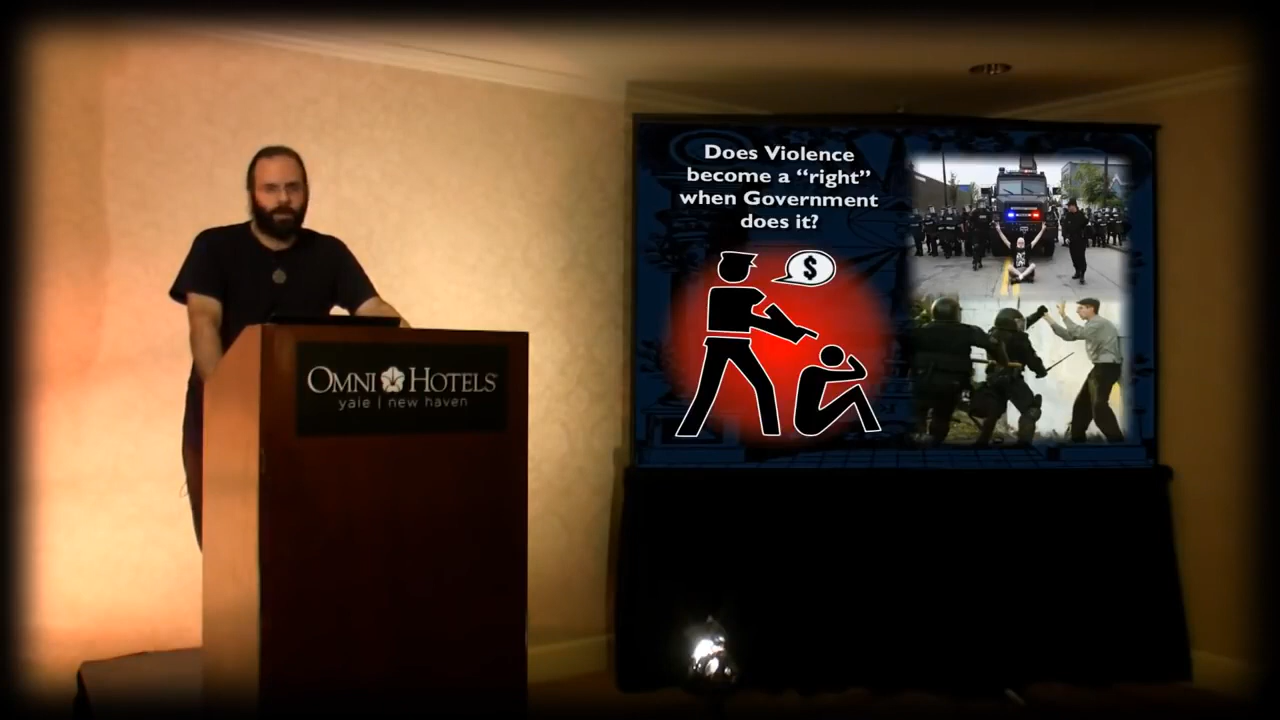 Does Violence
become a “right”
when Government
does it?
$
OMNI HOTELS
yale | new haven